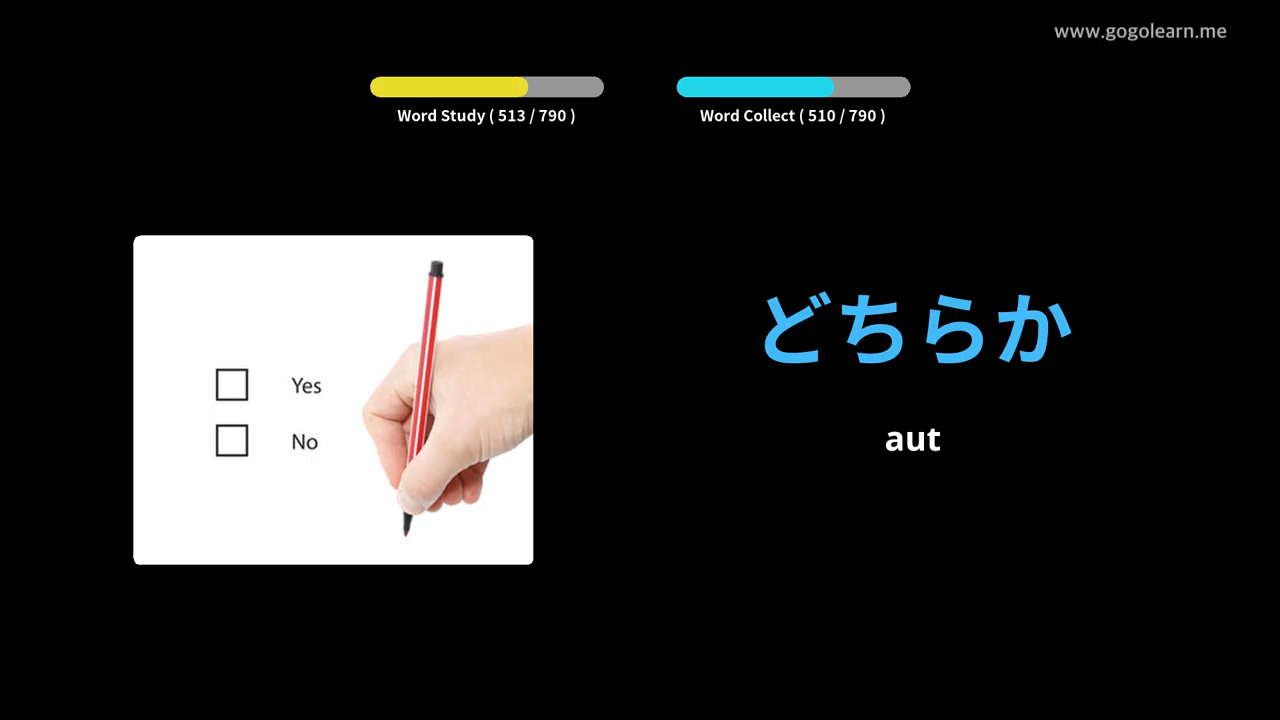 www.gogolearn.me
Word Study ( 513 / 790 )
Word Collect ( 510 / 790 )
Yes
No
どちらか
aut